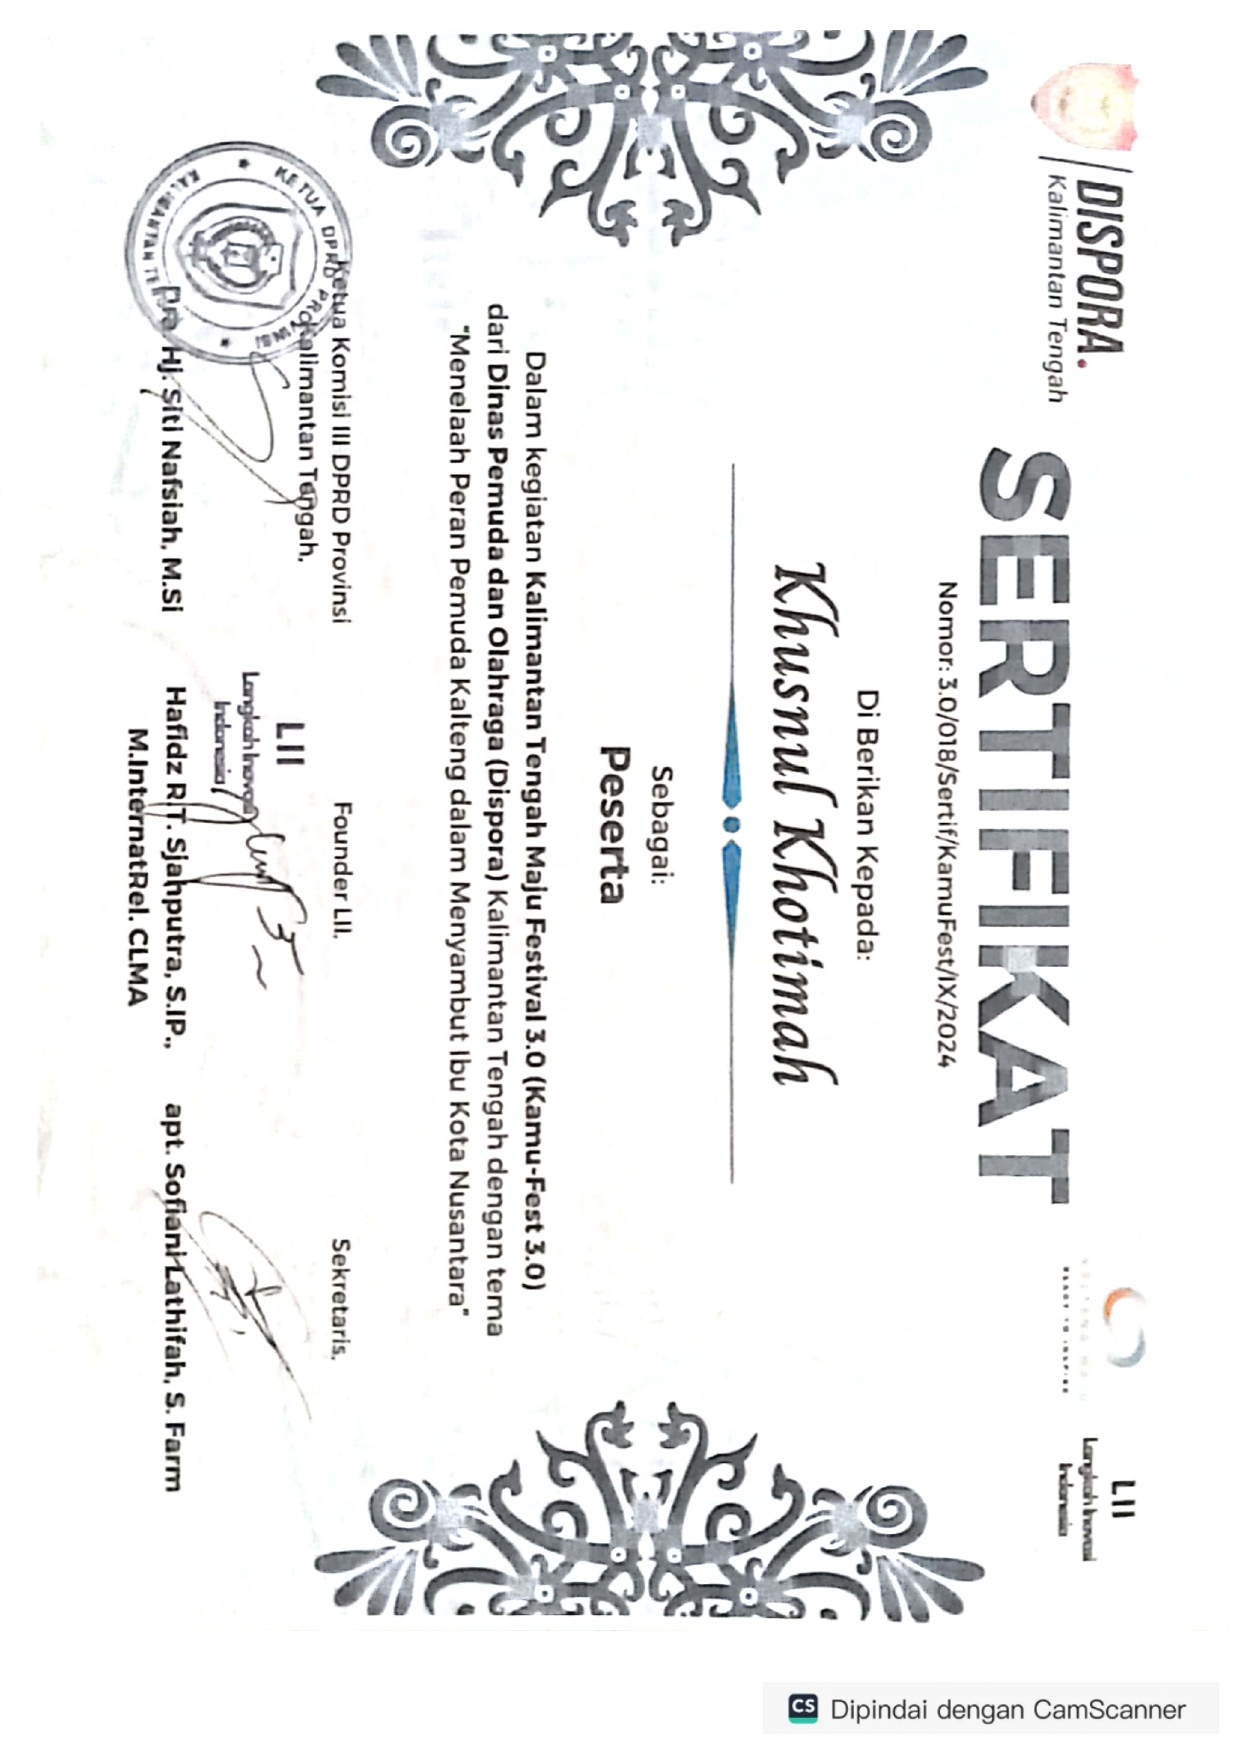 DISPORA.
Kalimantan Tengah
READY TO INSPIRE
LII
Langkah Inovasi
Indonesia
SERTIFIKAT
Nomor: 3.0/018/Sertif/KamuFest/IX/2024
Di Berikan Kepada:
Khusnul Khotimah
Sebagai:
Peserta
Dalam kegiatan Kalimantan Tengah Maju Festival 3.0 (Kamu-Fest 3.0)
dari Dinas Pemuda dan Olahraga (Dispora) Kalimantan Tengah dengan tema
"Menelaah Peran Pemuda Kalteng dalam Menyambut Ibu Kota Nusantara"
Ketua Komisi III DPRD Provinsi
Kalimantan Tengah,
KETUA DPRD PROVINSI
KALIMANTAN TENGAH
Dra. Hj. Siti Nafsiah, M.Si
Founder LII,
LII
Langkah Inovasi
Indonesia
Hafidz R.T. Sjahputra, S.IP.,
M.InternatRel. CLMA
Sekretaris,
apt. Sofiani Lathifah, S. Farm
CS Dipindai dengan CamScanner